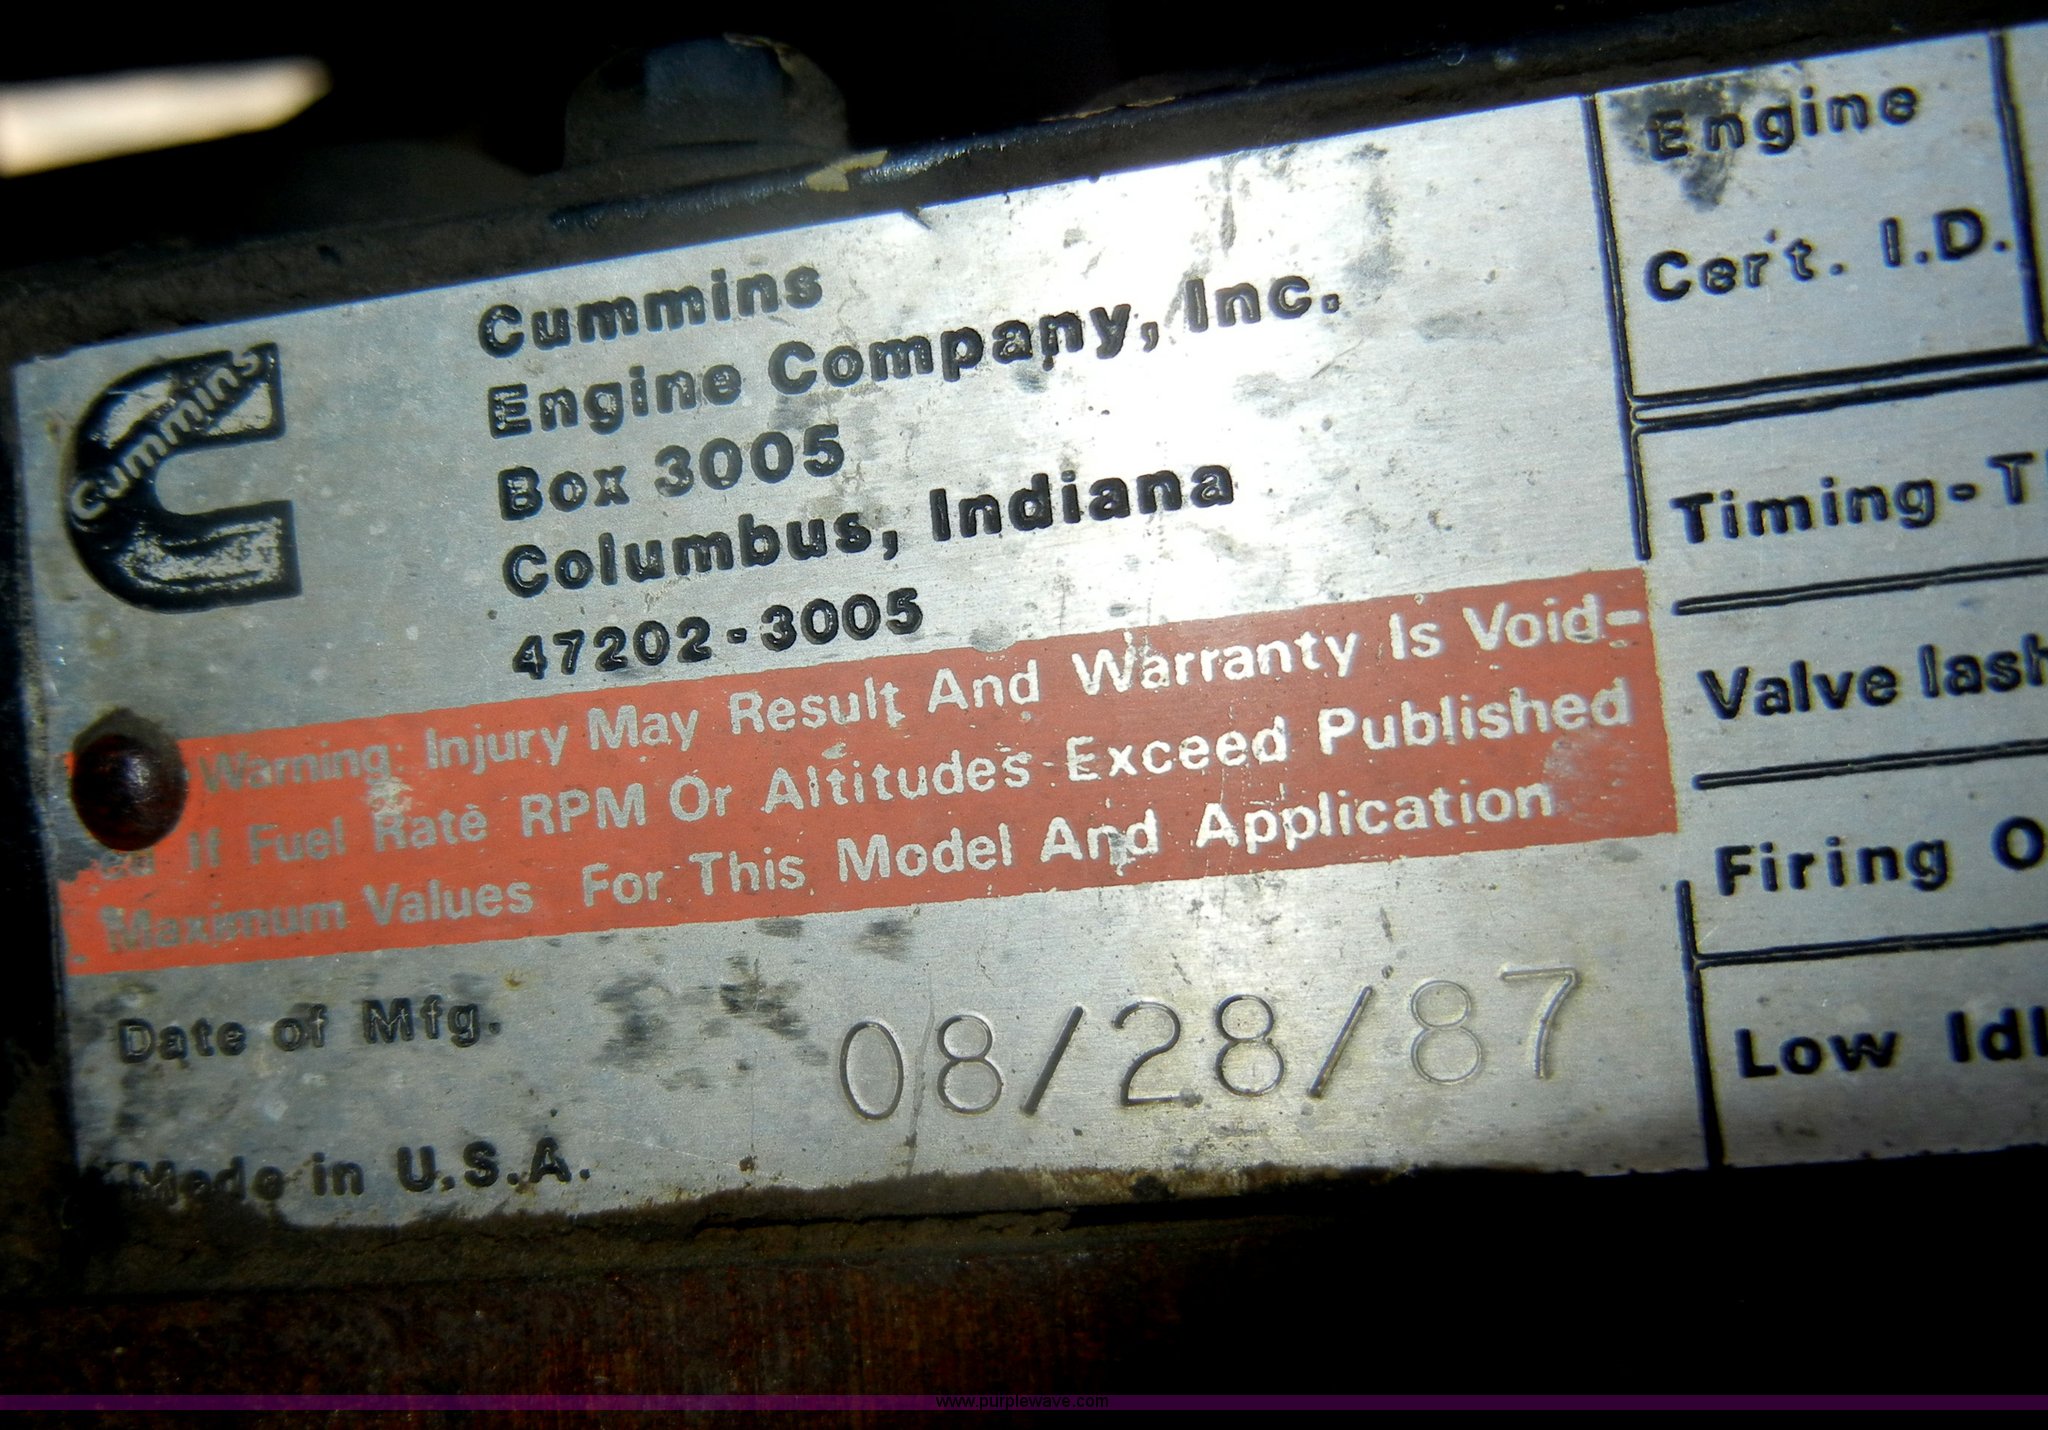 Cummins
Cummins
Engine Company, Inc.
Box 3005
Columbus, Indiana
47202-3005
Warning: Injury May Result And Warranty Is Void-
ed If Fuel Rate RPM Or Altitudes Exceed Published
Maximum Values For This Model And Application
Date of Mfg. 08/28/87
Made in U.S.A.
Engine
Cert. I.D.
Timing-T
Valve lash
Firing O
Low Idl
www.purplewave.com